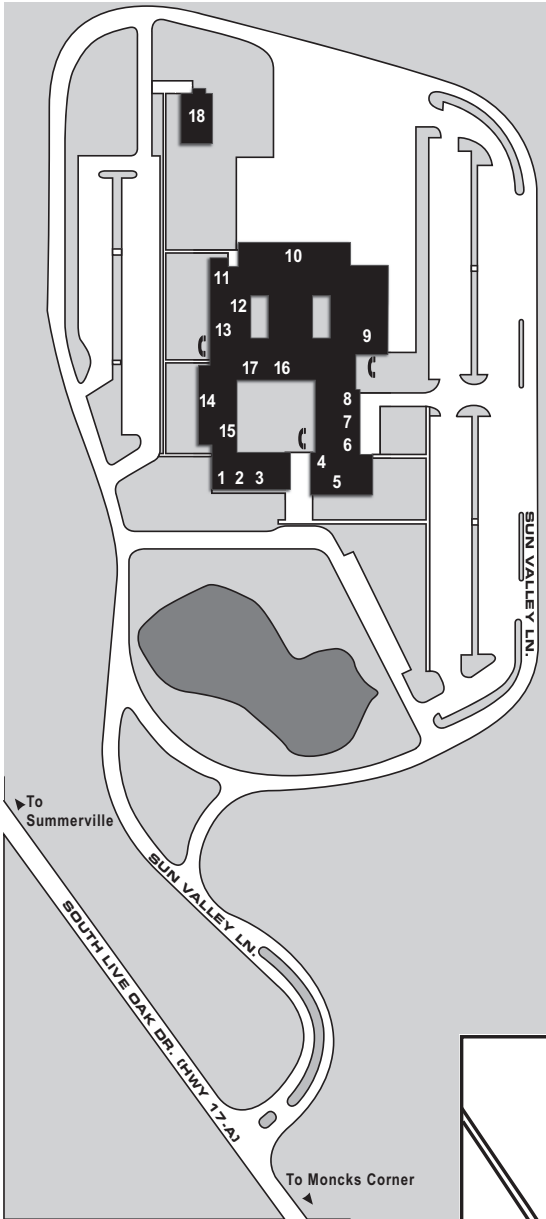 18
10
11
12
13
9
17 16
14
8
7
15
6
4
1 2 3
5
SUN VALLEY LN.
To
Summerville
SUN VALLEY LN.
SOUTH LIVE OAK DR. (HWY 17-A)
To Moncks Corner